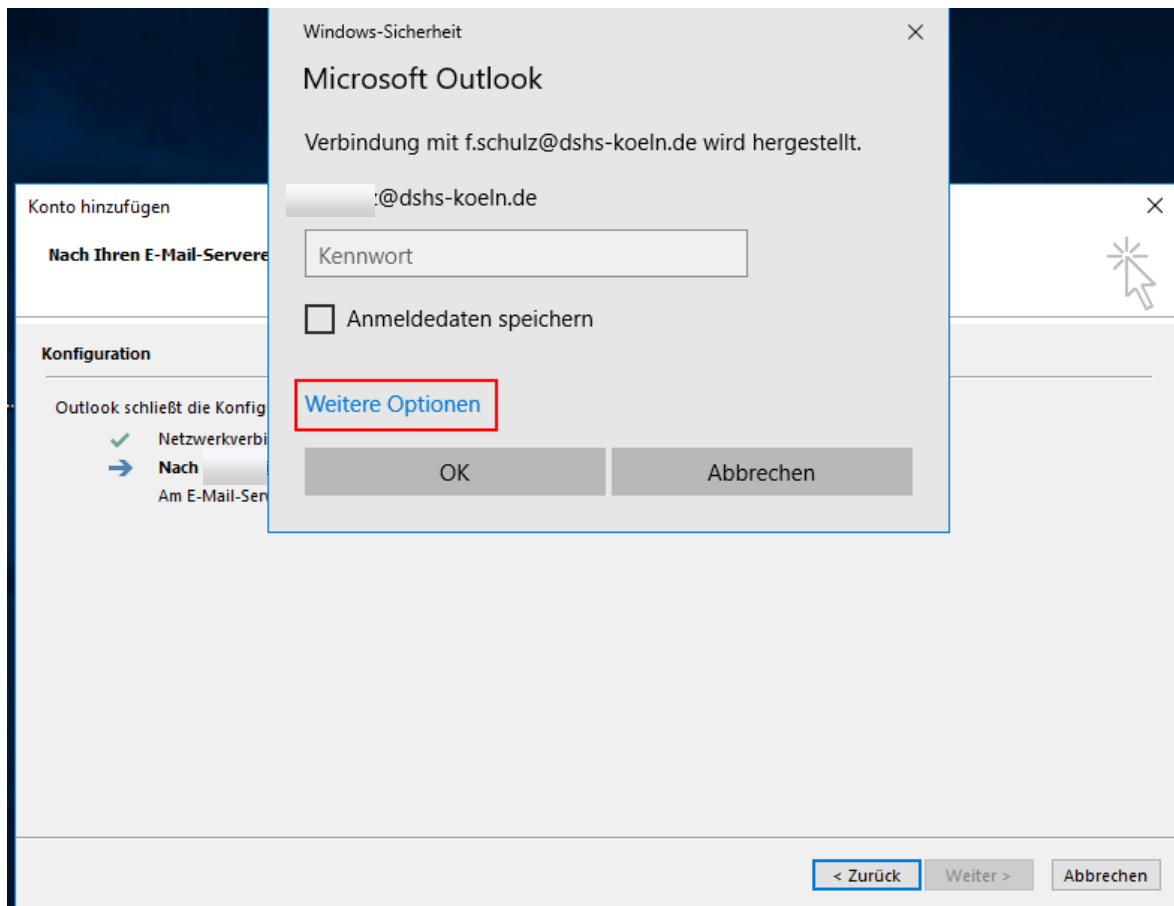 Windows-Sicherheit
Microsoft Outlook
Verbindung mit f.schulz@dshs-koeln.de wird hergestellt.
z@dshs-koeln.de
Kennwort
Anmeldedaten speichern
Weitere Optionen
OK
Abbrechen
Konto hinzufügen
Nach Ihren E-Mail-Servere
Konfiguration
Outlook schließt die Konfig
Netzwerkverbi
Nach
Am E-Mail-Serv
< Zurück
Weiter >
Abbrechen